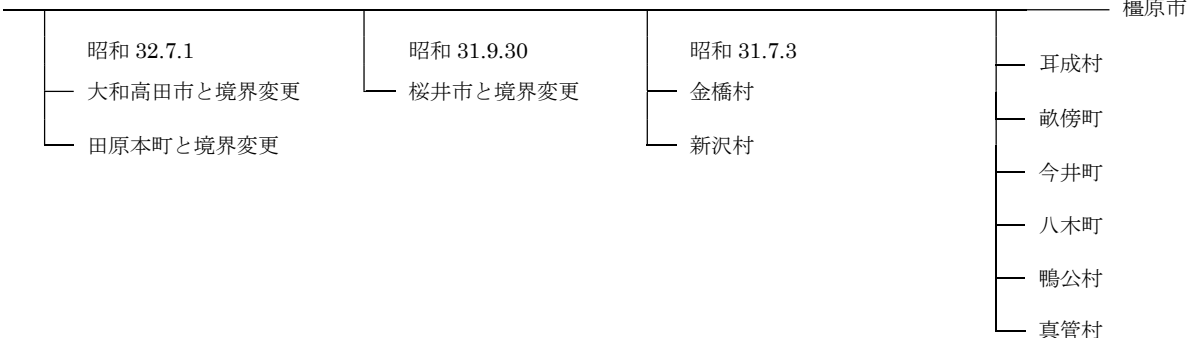 橿原市
昭和 32.7.1
大和高田市と境界変更
田原本町と境界変更
昭和 31.9.30
桜井市と境界変更
昭和 31.7.3
金橋村
新沢村
耳成村
畝傍町
今井町
八木町
鴨公村
真菅村